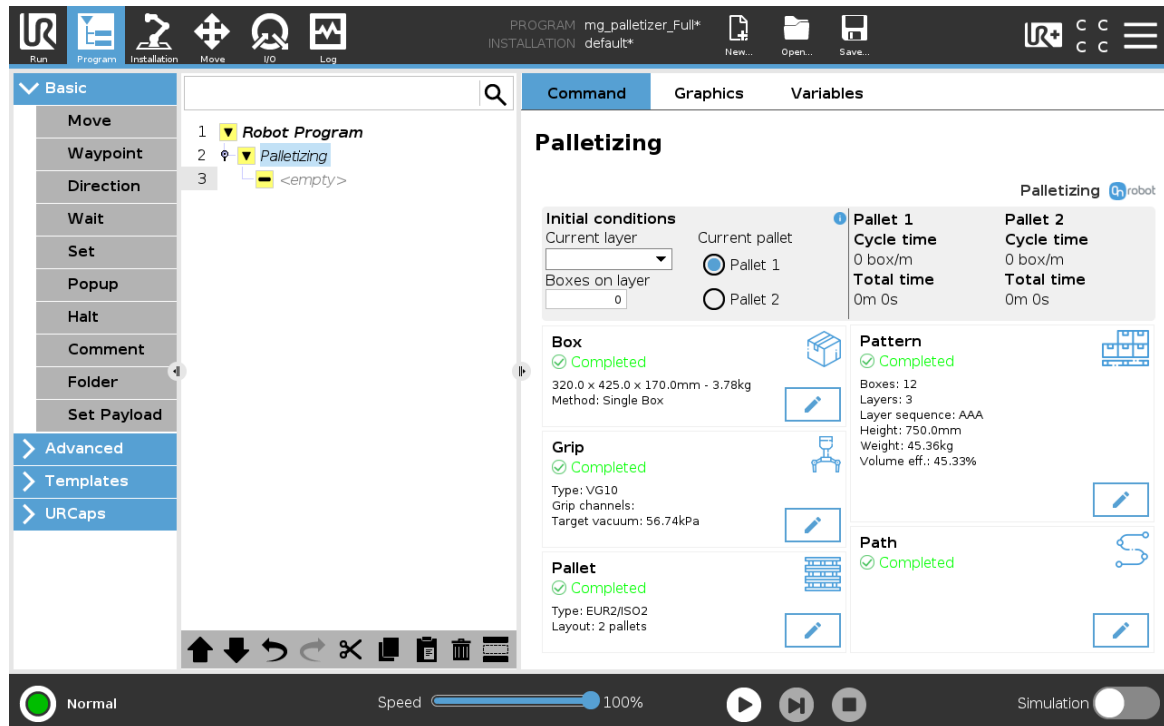 PROGRAM mg_palletizer_Full*
INSTALLATION default*
UR
Run
Program
Installation
Move
I/O
Log
New...
Open...
Save...
UR+
C C
C C
Basic
Move
Waypoint
Direction
Wait
Set
Popup
Halt
Comment
Folder
Set Payload
Advanced
Templates
URCaps
1 Robot Program
2 Palletizing
3 <empty>
Command Graphics Variables
Palletizing
Palletizing On robot
Initial conditions
Current layer
Boxes on layer
0
Current pallet
Pallet 1
Pallet 2
i
Pallet 1
Cycle time
0 box/m
Total time
0m 0s
Pallet 2
Cycle time
0 box/m
Total time
0m 0s
Box
Completed
320.0 x 425.0 x 170.0mm - 3.78kg
Method: Single Box
Grip
Completed
Type: VG10
Grip channels:
Target vacuum: 56.74kPa
Pallet
Completed
Type: EUR2/ISO2
Layout: 2 pallets
Pattern
Completed
Boxes: 12
Layers: 3
Layer sequence: AAA
Height: 750.0mm
Weight: 45.36kg
Volume eff.: 45.33%
Path
Completed
Normal
Speed 100%
Simulation